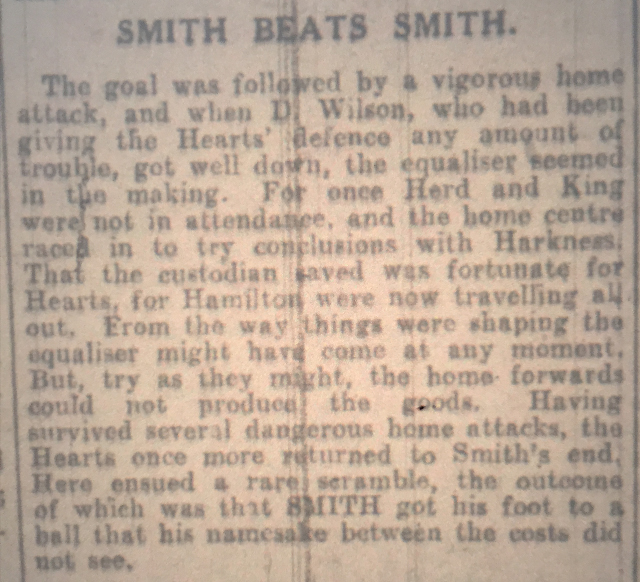 SMITH BEATS SMITH.
The goal was followed by a vigorous home
attack, and when D. Wilson, who had been
giving the Hearts' defence any amount of
trouble, got well down, the equaliser seemed
in the making. For once Herd and King
were not in attendance, and the home centre
raced in to try conclusions with Harkness.
That the custodian saved was fortunate for
Hearts, for Hamilton were now travelling all
out. From the way things were shaping the
equaliser might have come at any moment.
But, try as they might, the home forwards
could not produce the goods. Having
survived several dangerous home attacks, the
Hearts once more returned to Smith's end.
Here ensued a rare scramble, the outcome
of which was that SMITH got his foot to a
ball that his namesake between the costs did
not see.